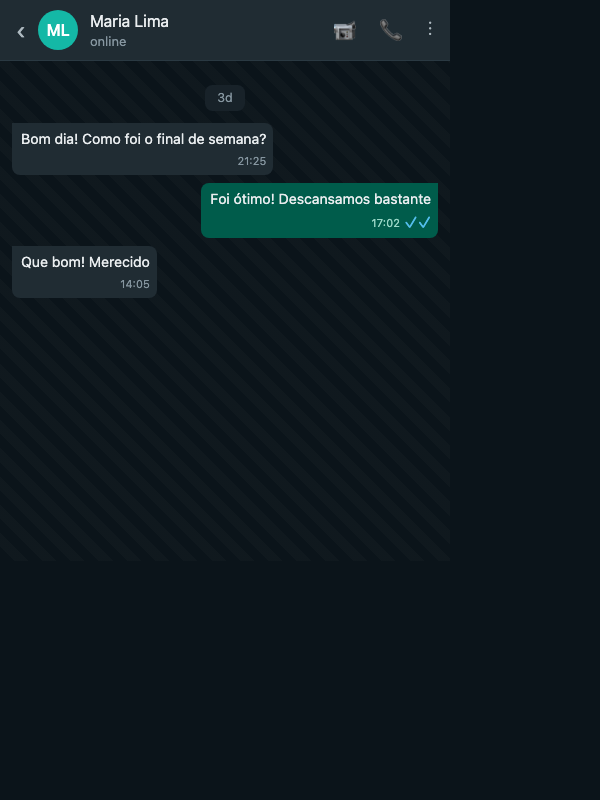 ML
Maria Lima
online
3d
Bom dia! Como foi o final de semana?
21:25
Foi ótimo! Descansamos bastante
17:02
Que bom! Merecido
14:05